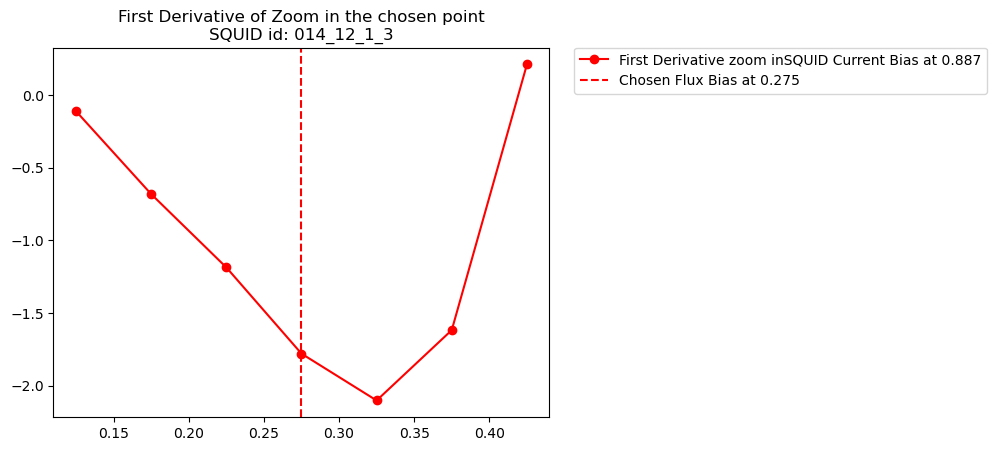 First Derivative of Zoom in the chosen point
SQUID id: 014_12_1_3
First Derivative zoom inSQUID Current Bias at 0.887
Chosen Flux Bias at 0.275
0.0
−0.5
−1.0
−1.5
−2.0
0.15 0.20 0.25 0.30 0.35 0.40